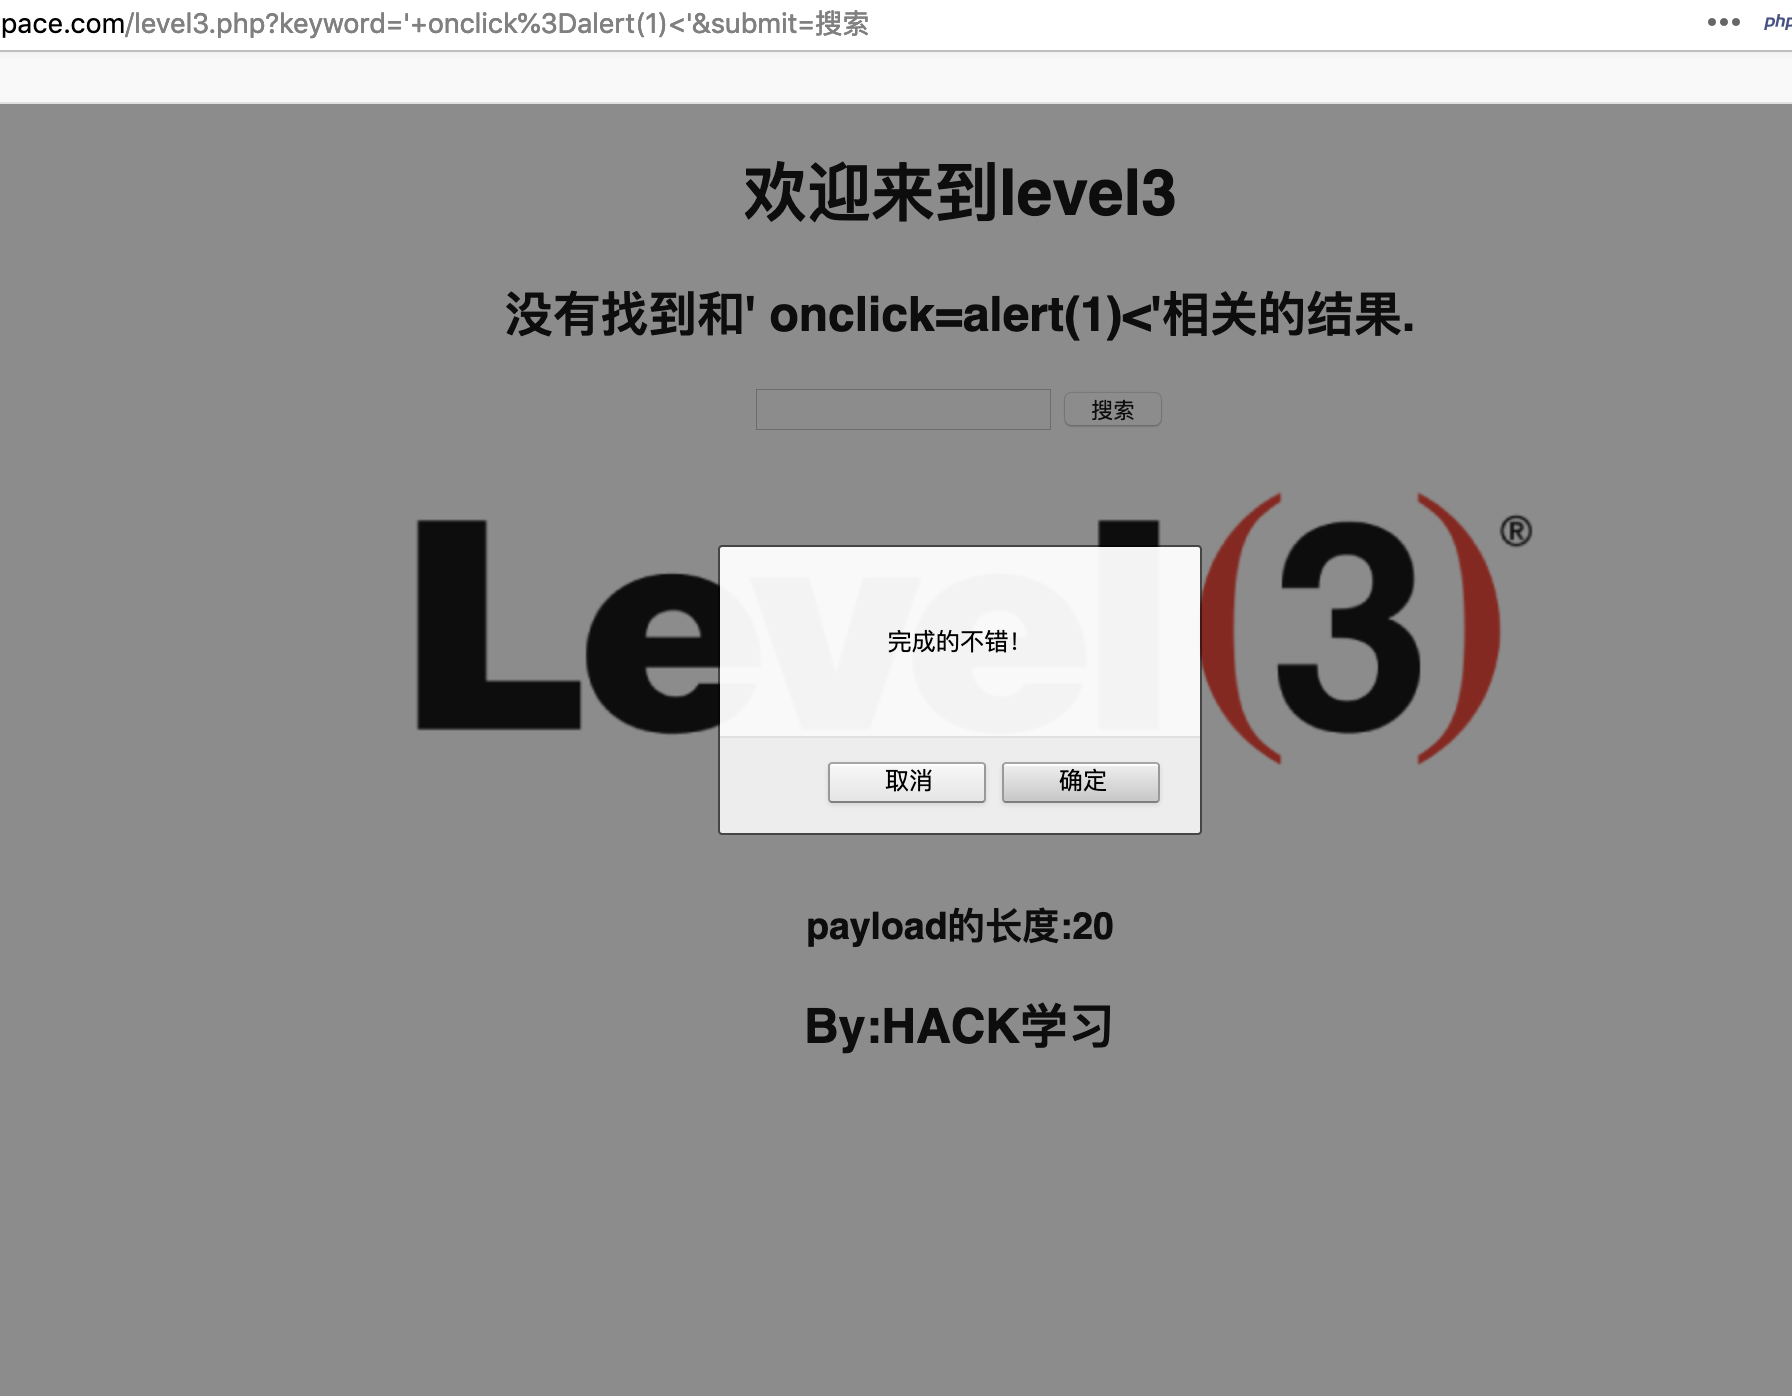 pace.com/level3.php?keyword='+onclick%3Dalert(1)<'&submit=搜索
••• php
欢迎来到level3
没有找到和' onclick=alert(1)<'相关的结果.
搜索
Level(3)®
完成的不错!
取消 确定
payload的长度:20
By:HACK学习